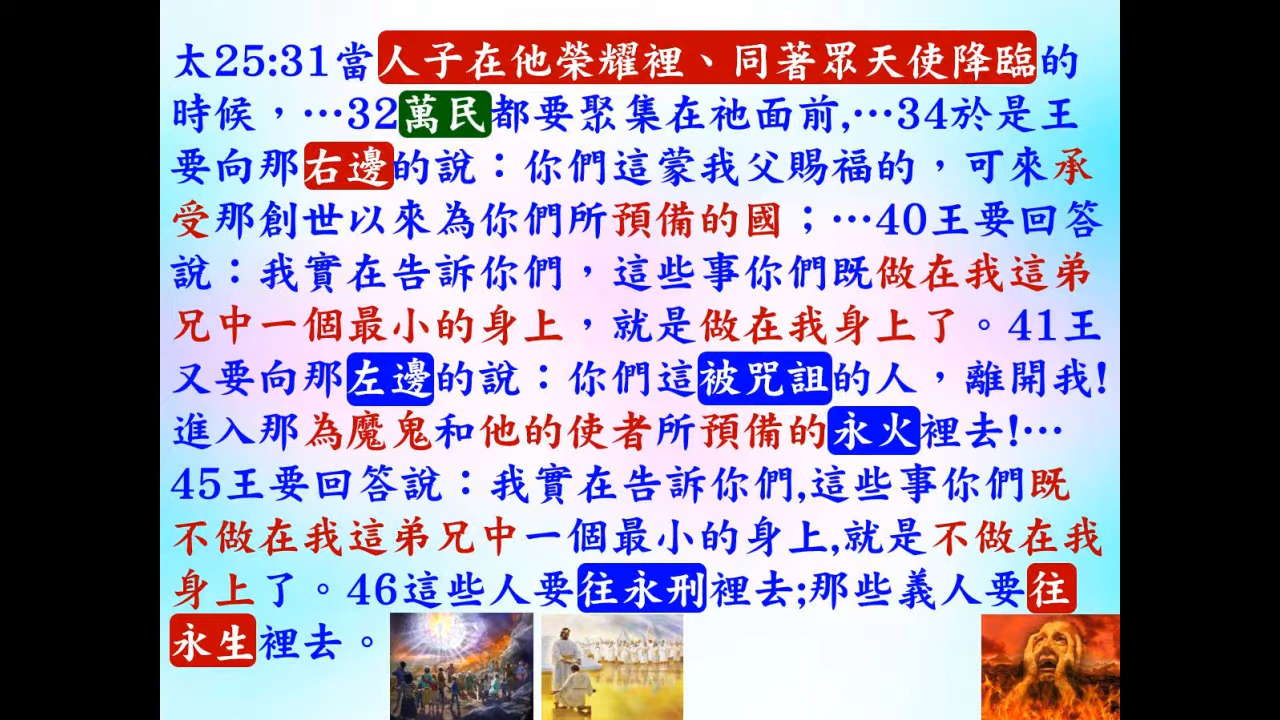 太25:31當人子在他榮耀裡、同著眾天使降臨的
時候，…32萬民都要聚集在祂面前,…34於是王
要向那右邊的說：你們這蒙我父賜福的，可來承
受那創世以來為你們所預備的國；…40王要回答
說：我實在告訴你們，這些事你們既做在我這弟
兄中一個最小的身上，就是做在我身上了。41王
又要向那左邊的說：你們這被咒詛的人，離開我!
進入那為魔鬼和他的使者所預備的永火裡去!…
45王要回答說：我實在告訴你們,這些事你們既
不做在我這弟兄中一個最小的身上,就是不做在我
身上了。46這些人要往永刑裡去;那些義人要往
永生裡去。